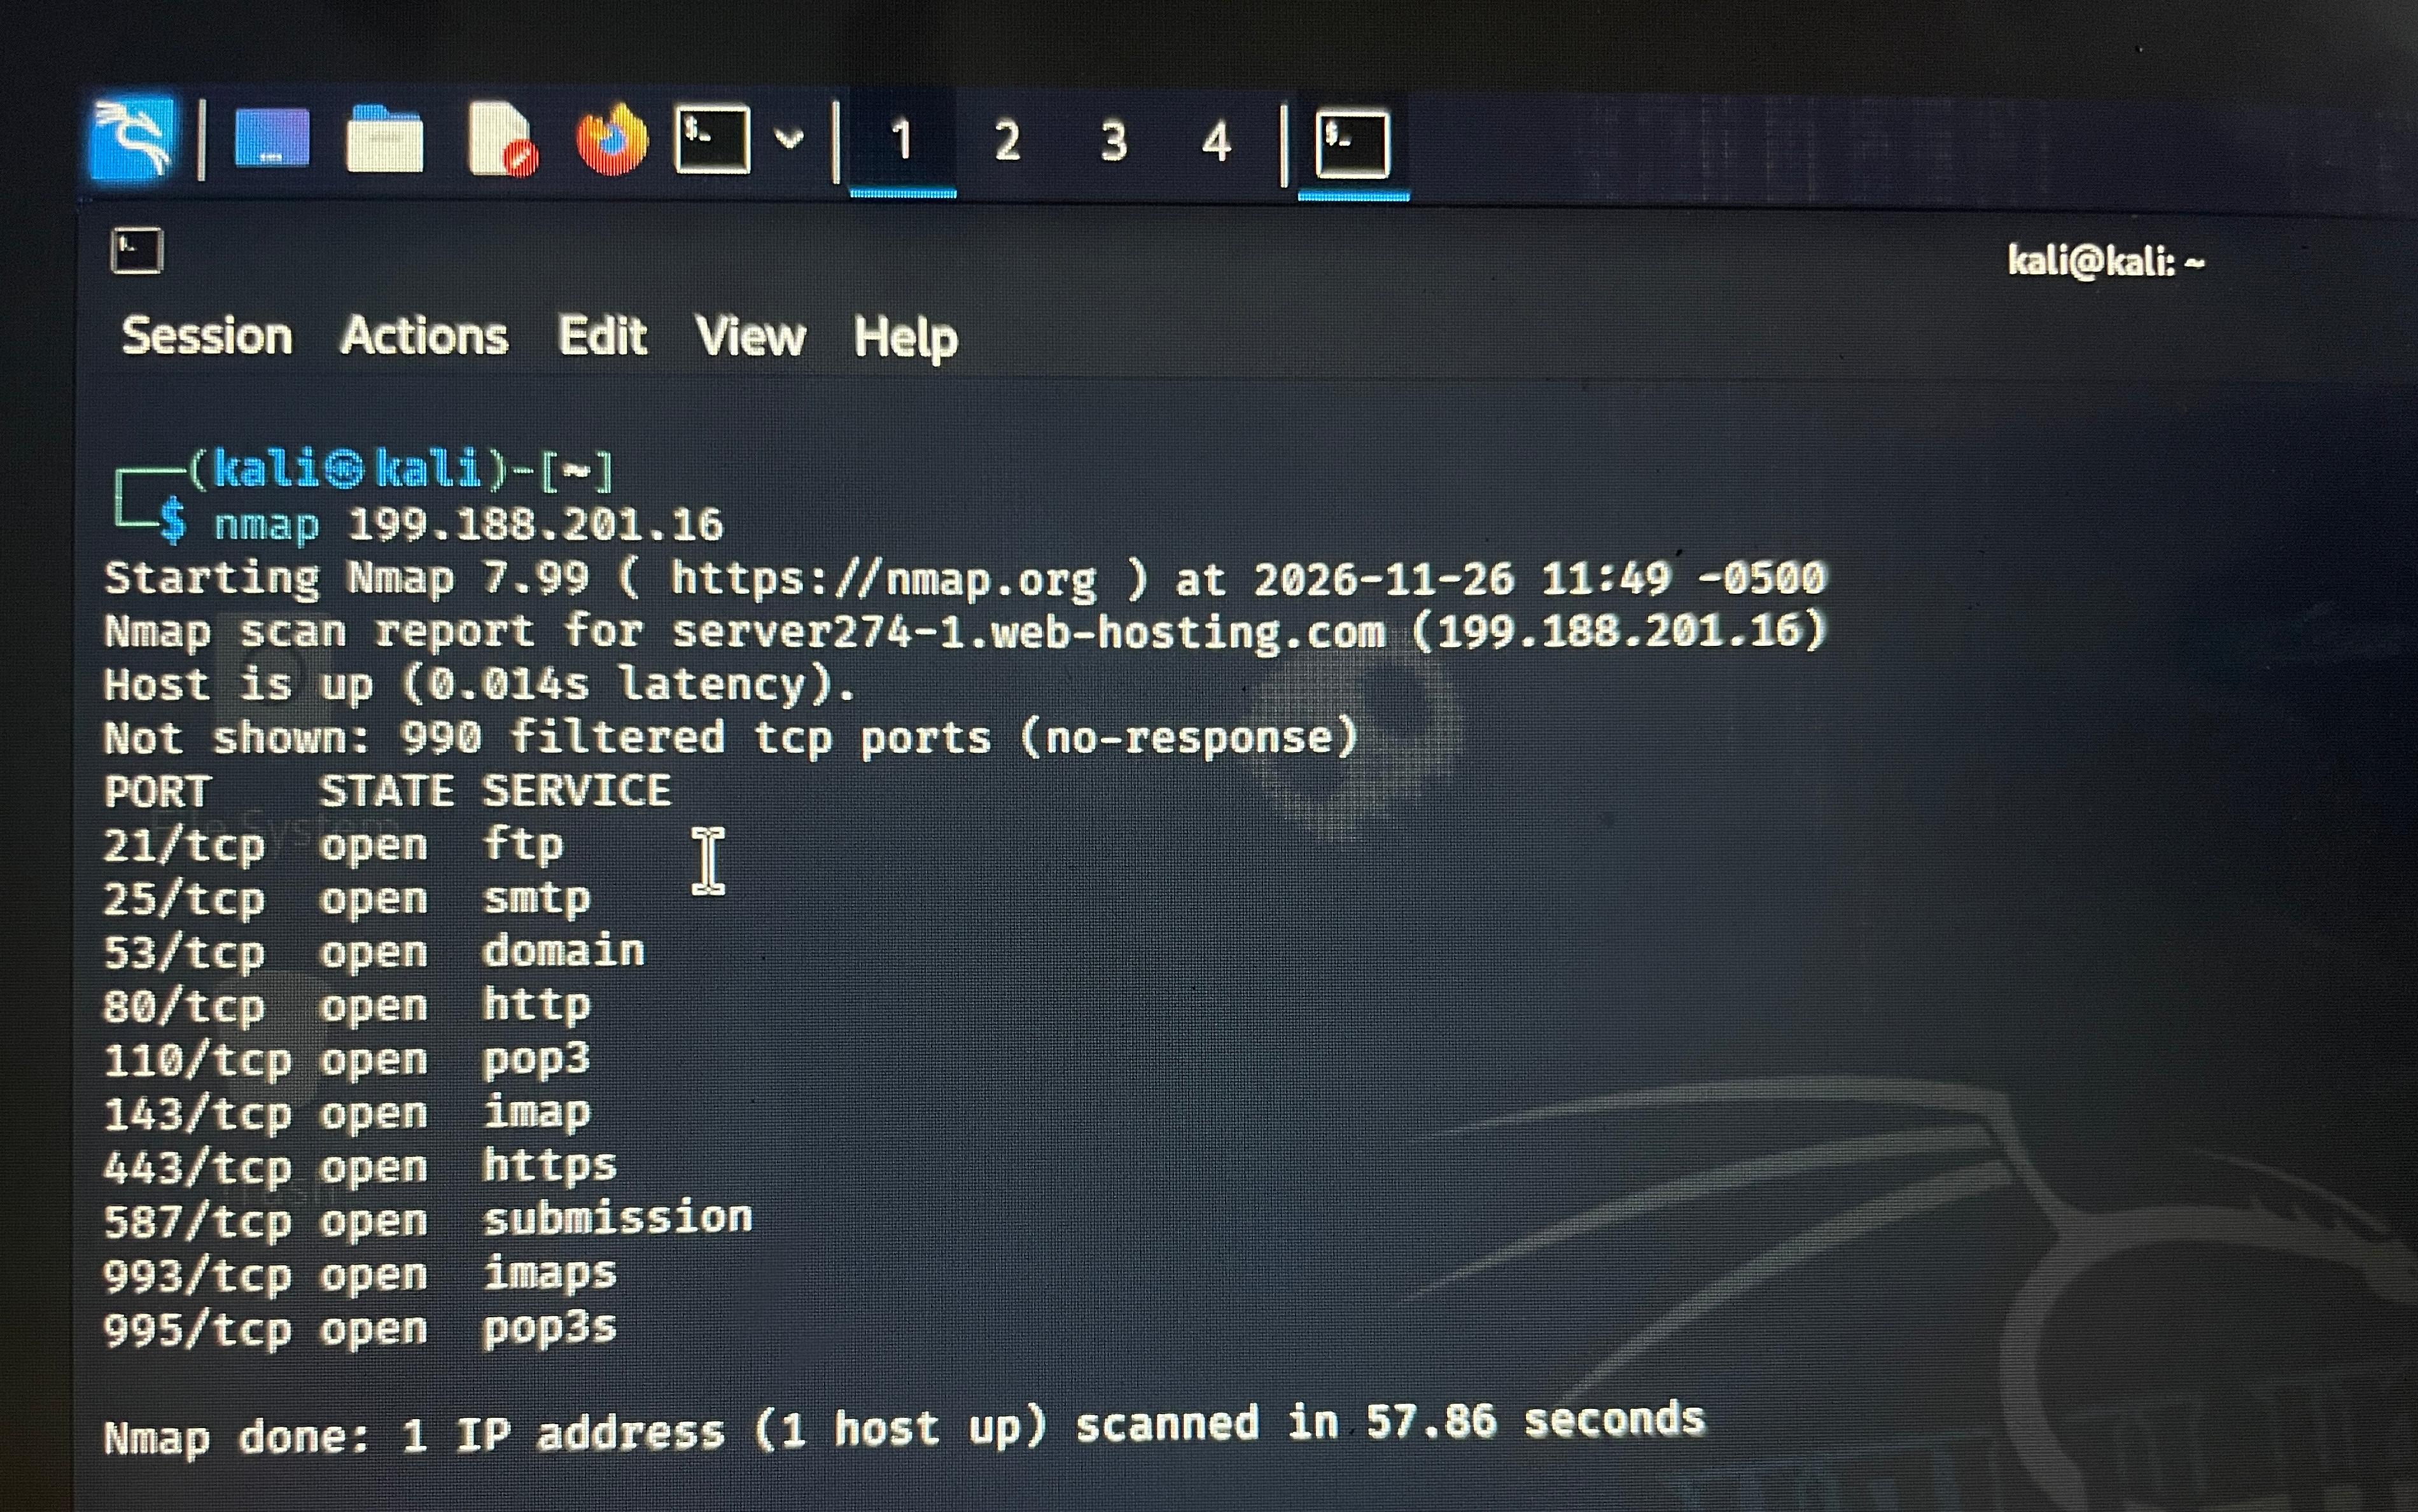 1 2 3 4
kali@kali: ~
Session Actions Edit View Help
(kali㉿kali)-[~]
$ nmap 199.188.201.16
Starting Nmap 7.99 ( https://nmap.org ) at 2026-11-26 11:49 -0500
Nmap scan report for server274-1.web-hosting.com (199.188.201.16)
Host is up (0.014s latency).
Not shown: 990 filtered tcp ports (no-response)
PORT STATE SERVICE
21/tcp open ftp
25/tcp open smtp
53/tcp open domain
80/tcp open http
110/tcp open pop3
143/tcp open imap
443/tcp open https
587/tcp open submission
993/tcp open imaps
995/tcp open pop3s
Nmap done: 1 IP address (1 host up) scanned in 57.86 seconds